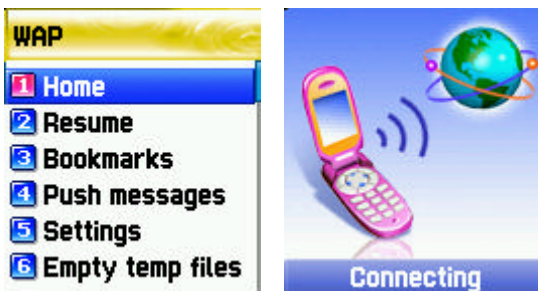 WAP
1 Home
2 Resume
3 Bookmarks
4 Push messages
5 Settings
6 Empty temp files
Connecting